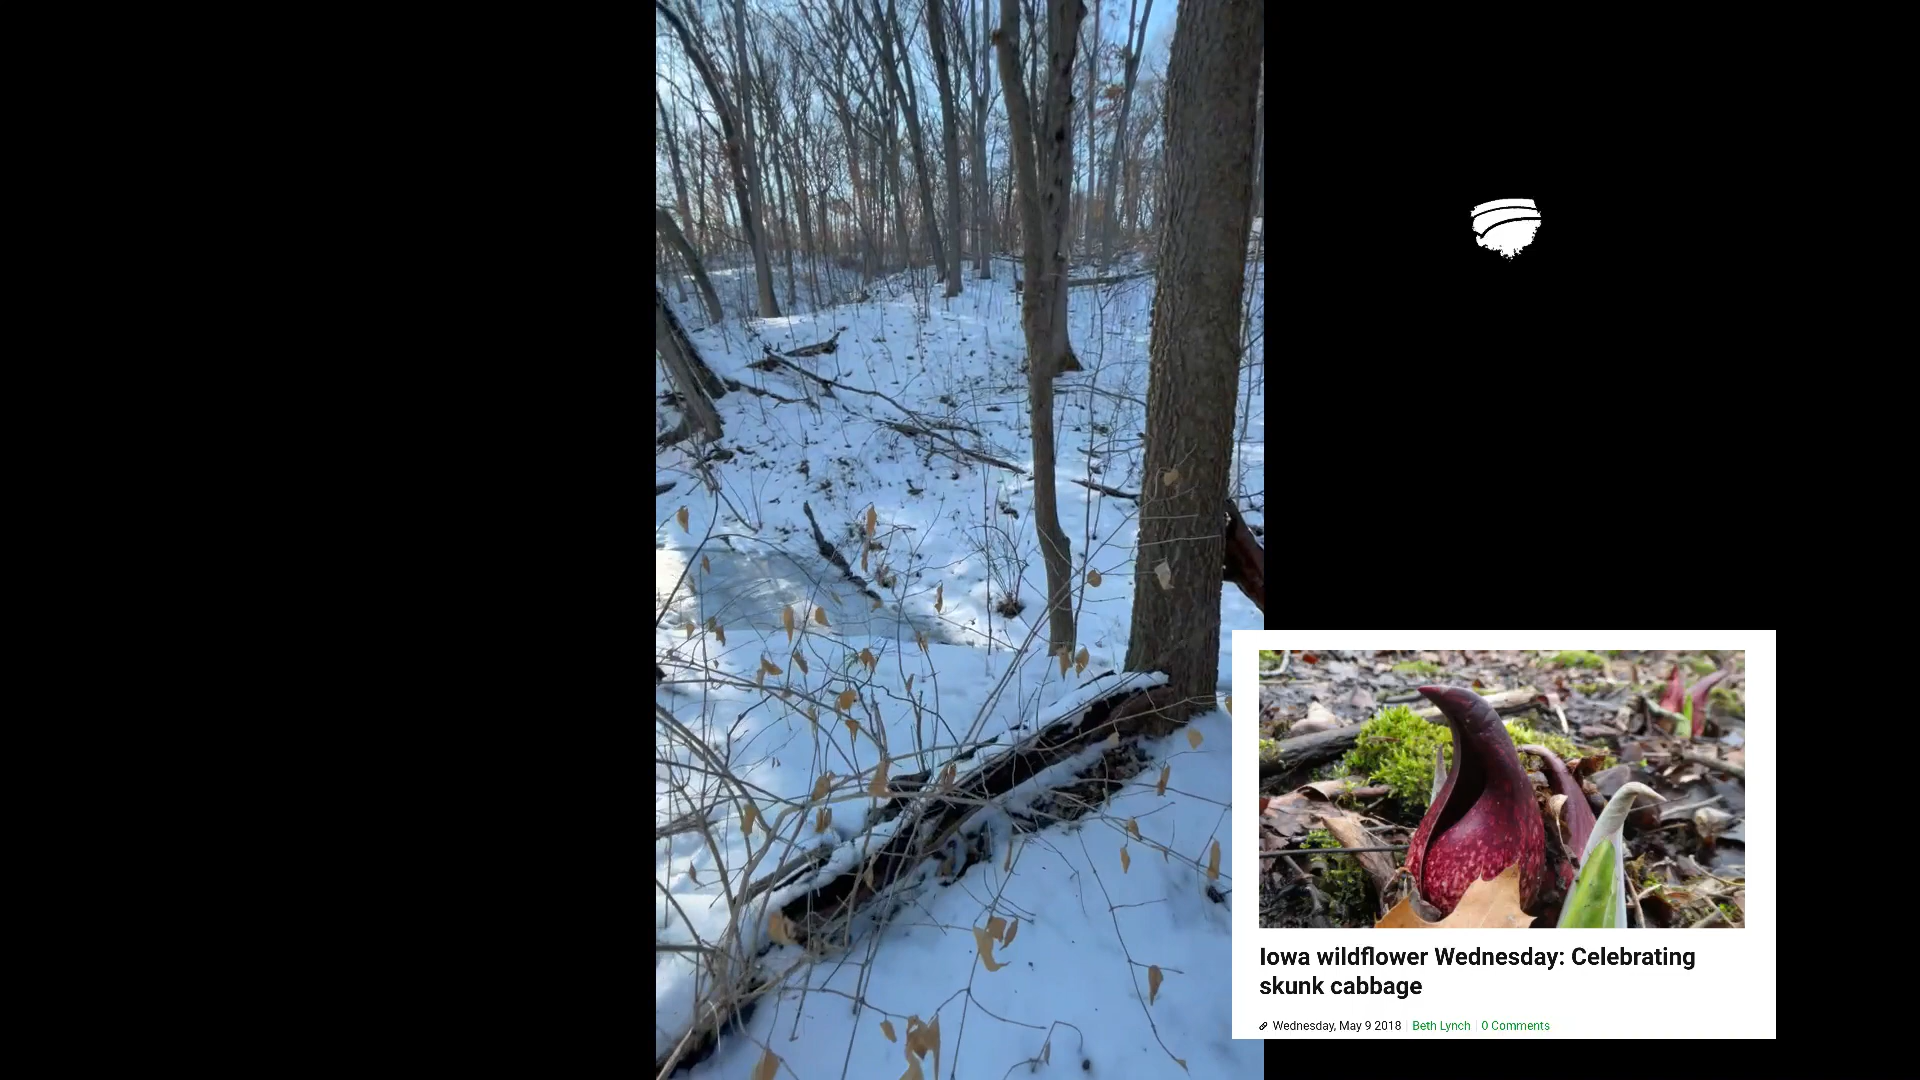 Iowa wildflower Wednesday: Celebrating
skunk cabbage
Wednesday, May 9 2018 Beth Lynch 0 Comments